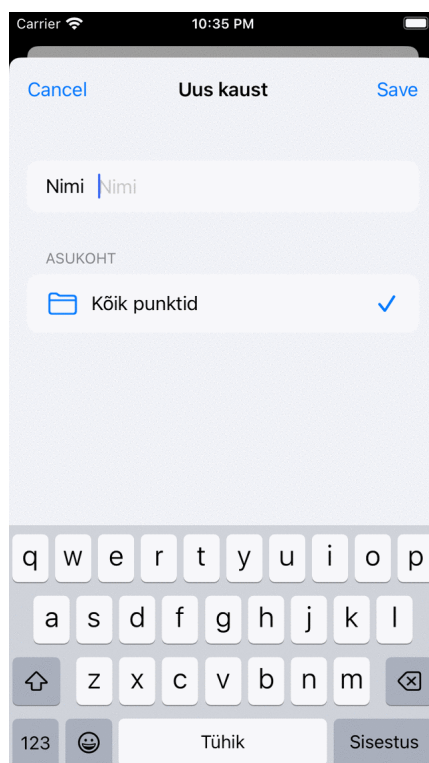 Carrier 10:35 PM
Cancel Uus kaust Save
Nimi Nimi
ASUKOHT
Kõik punktid
q w e r t y u i o p
a s d f g h j k l
z x c v b n m
123 Tühik Sisestus